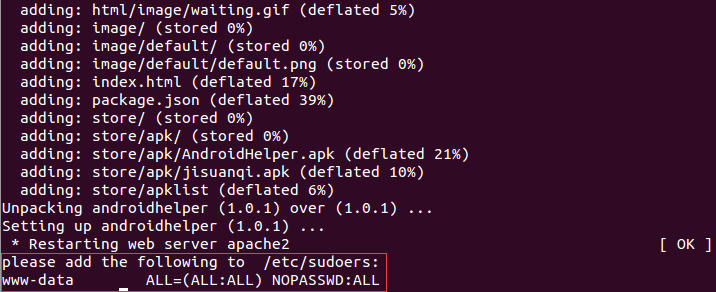 adding: html/image/waiting.gif (deflated 5%)
adding: image/ (stored 0%)
adding: image/default/ (stored 0%)
adding: image/default/default.png (stored 0%)
adding: index.html (deflated 17%)
adding: package.json (deflated 39%)
adding: store/ (stored 0%)
adding: store/apk/ (stored 0%)
adding: store/apk/AndroidHelper.apk (deflated 21%)
adding: store/apk/jisuanqi.apk (deflated 10%)
adding: store/apklist (deflated 6%)
Unpacking androidhelper (1.0.1) over (1.0.1) ...
Setting up androidhelper (1.0.1) ...
* Restarting web server apache2 [ OK ]
please add the following to  /etc/sudoers:
www-data ALL=(ALL:ALL) NOPASSWD:ALL